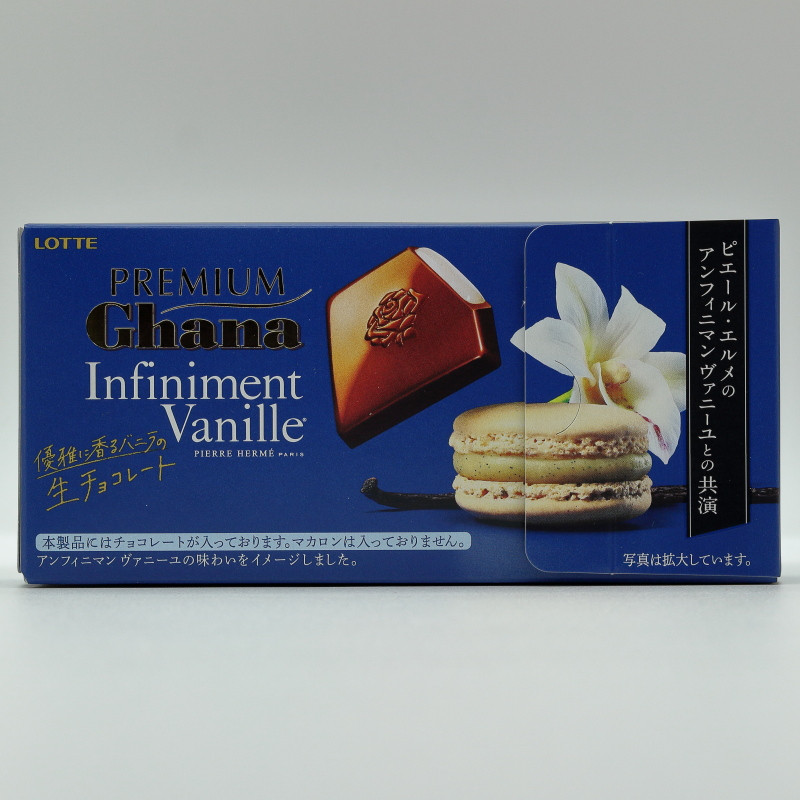 LOTTE
PREMIUM
Ghana
Infiniment
Vanille
PIERRE HERMÉ PARIS
優雅に香るバニラの
生チョコレート
本製品にはチョコレートが入っております。マカロンは入っておりません。
アンフィニマン ヴァニーユの味わいをイメージしました。
ピエール・エルメの
アンフィニマン ヴァニーユとの共演
写真は拡大しています。